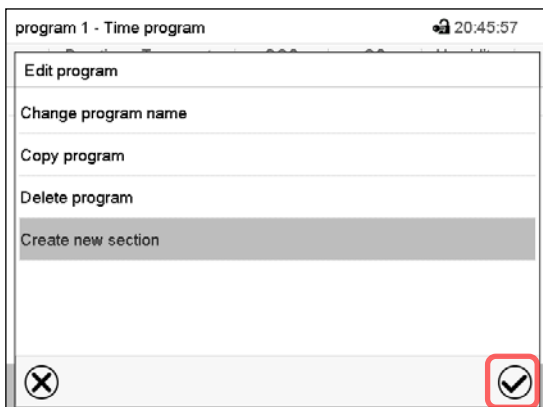 program 1 - Time program 20:45:57
Edit program
Change program name
Copy program
Delete program
Create new section